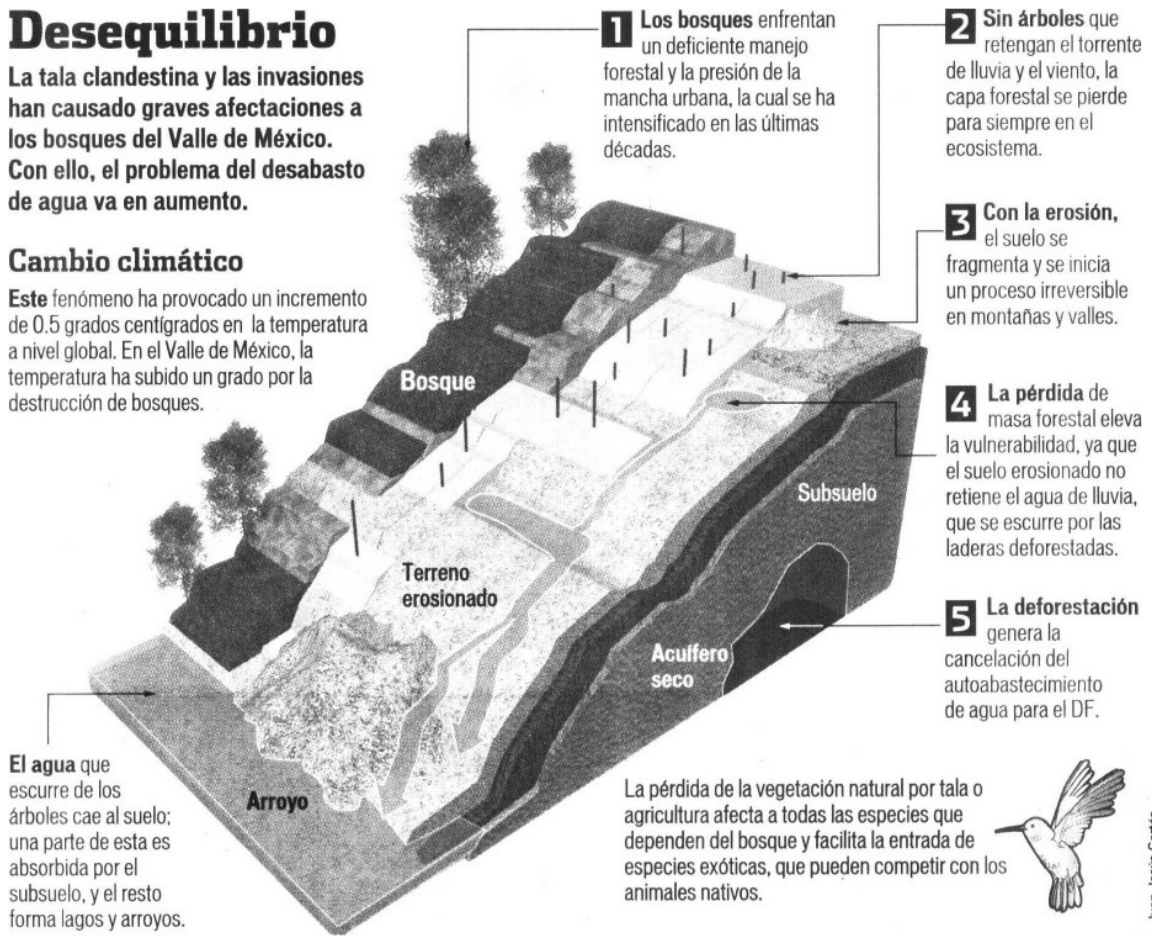 Desequilibrio
La tala clandestina y las invasiones
han causado graves afectaciones a
los bosques del Valle de México.
Con ello, el problema del desabasto
de agua va en aumento.
Cambio climático
Este fenómeno ha provocado un incremento
de 0.5 grados centígrados en la temperatura
a nivel global. En el Valle de México, la
temperatura ha subido un grado por la
destrucción de bosques.
1 Los bosques enfrentan
un deficiente manejo
forestal y la presión de la
mancha urbana, la cual se ha
intensificado en las últimas
décadas.
2 Sin árboles que
retengan el torrente
de lluvia y el viento, la
capa forestal se pierde
para siempre en el
ecosistema.
3 Con la erosión,
el suelo se
fragmenta y se inicia
un proceso irreversible
en montañas y valles.
4 La pérdida de
masa forestal eleva
la vulnerabilidad, ya que
el suelo erosionado no
retiene el agua de lluvia,
que se escurre por las
laderas deforestadas.
5 La deforestación
genera la
cancelación del
autoabastecimiento
de agua para el DF.
Bosque
Subsuelo
Terreno
erosionado
Acuífero
seco
Arroyo
El agua que
escurre de los
árboles cae al suelo;
una parte de esta es
absorbida por el
subsuelo, y el resto
forma lagos y arroyos.
La pérdida de la vegetación natural por tala o
agricultura afecta a todas las especies que
dependen del bosque y facilita la entrada de
especies exóticas, que pueden competir con los
animales nativos.